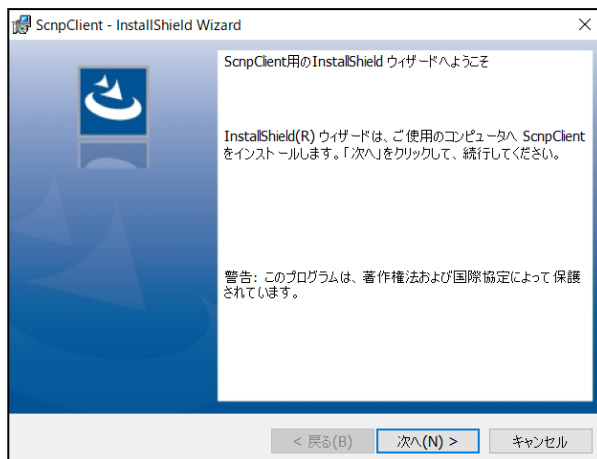 ScnpClient - InstallShield Wizard
ScnpClient用のInstallShield ウィザードへようこそ
InstallShield(R) ウィザードは、ご使用のコンピュータへ ScnpClient
をインストールします。「次へ」をクリックして、続行してください。
警告: このプログラムは、著作権法および国際協定によって保護
されています。
< 戻る(B) 次へ(N) > キャンセル